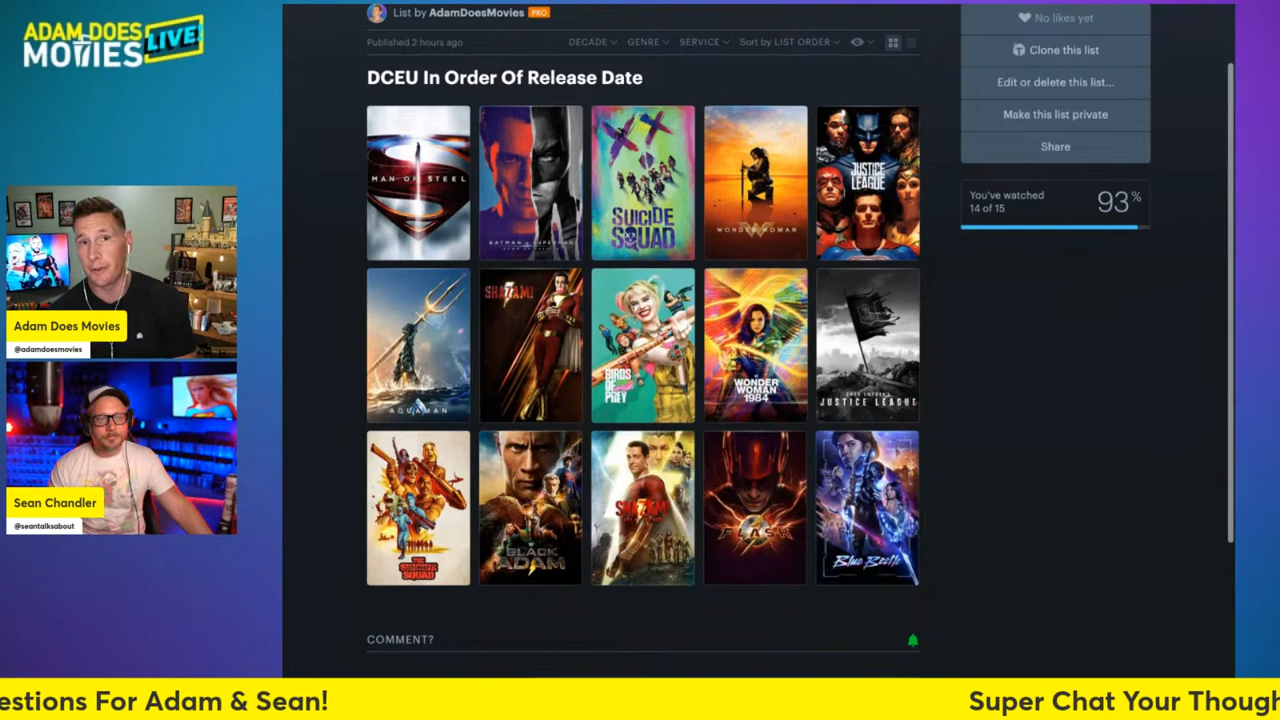 ADAM DOES
MOVIES
LIVE!
List by AdamDoesMovies PRO
Published 2 hours ago
DECADE
GENRE
SERVICE
Sort by LIST ORDER
DCEU In Order Of Release Date
No likes yet
Clone this list
Edit or delete this list...
Make this list private
Share
You've watched
14 of 15
93%
MAN OF STEEL
BATMAN V SUPERMAN
SUICIDE
SQUAD
WONDER WOMAN
JUSTICE
LEAGUE
AQUAMAN
SHAZAM!
BIRDS
OF
PREY
WONDER
WOMAN
1984
ZACK SNYDER'S
JUSTICE LEAGUE
THE
SUICIDE
SQUAD
BLACK
ADAM
SHAZAM!
FLASH
Blue Beetle
Adam Does Movies
@adamdoesmovies
Sean Chandler
@seantalksabout
COMMENT?
estions For Adam & Sean!
Super Chat Your Though